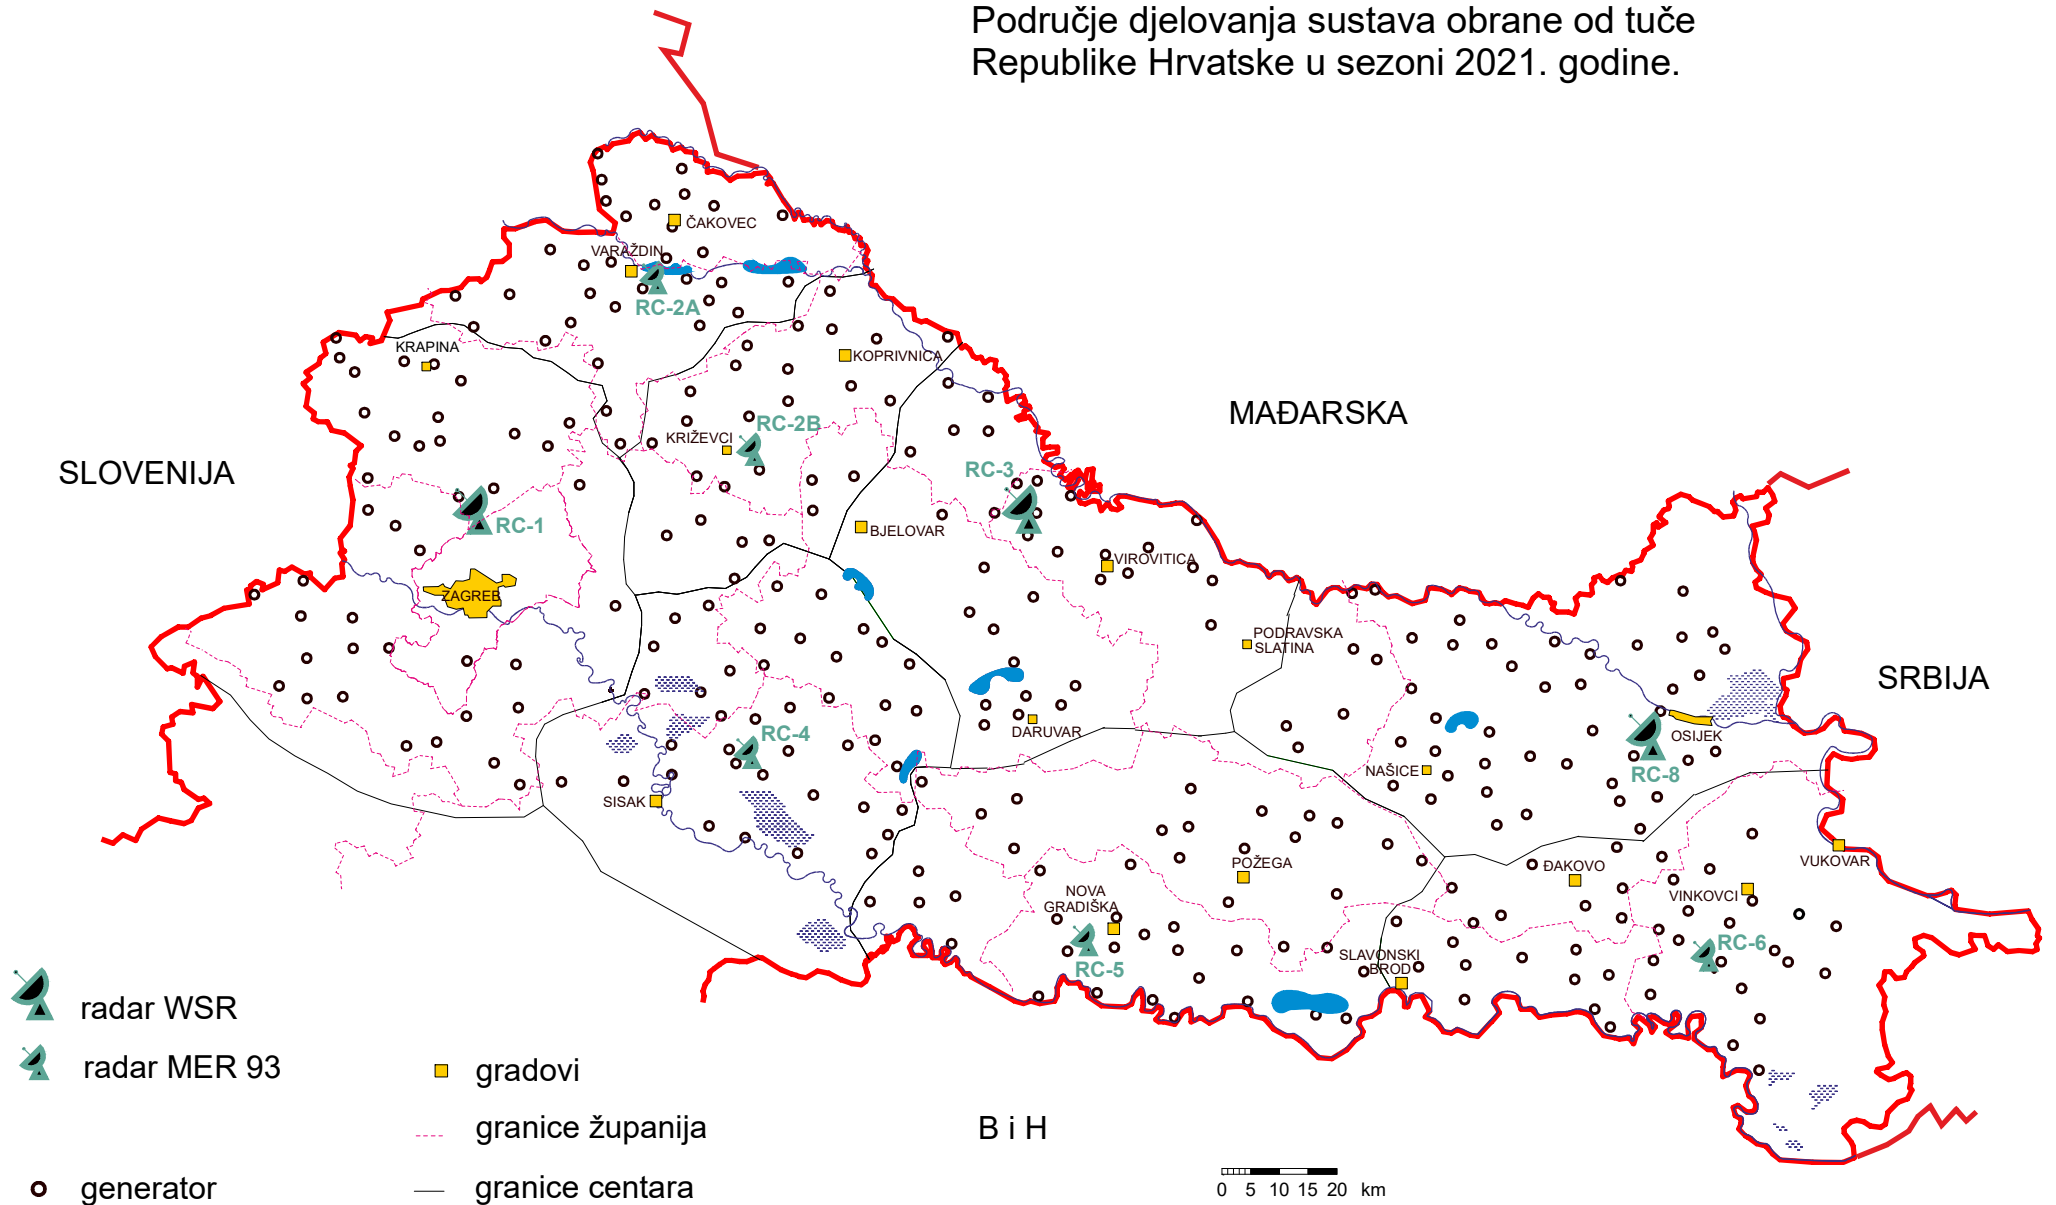 Područje djelovanja sustava obrane od tuče
Republike Hrvatske u sezoni 2021. godine.
ČAKOVEC
VARAŽDIN
RC-2A
KRAPINA
KOPRIVNICA
MAĐARSKA
RC-2B
KRIŽEVCI
SLOVENIJA
RC-3
RC-1
BJELOVAR
VIROVITICA
ZAGREB
PODRAVSKA
SLATINA
SRBIJA
DARUVAR
RC-4
OSIJEK
NAŠICE
RC-8
SISAK
POŽEGA
ĐAKOVO
VUKOVAR
NOVA
GRADIŠKA
VINKOVCI
RC-6
SLAVONSKI
BROD
RC-5
radar WSR
radar MER 93
gradovi
granice županija
B i H
generator
granice centara
0 5 10 15 20 km